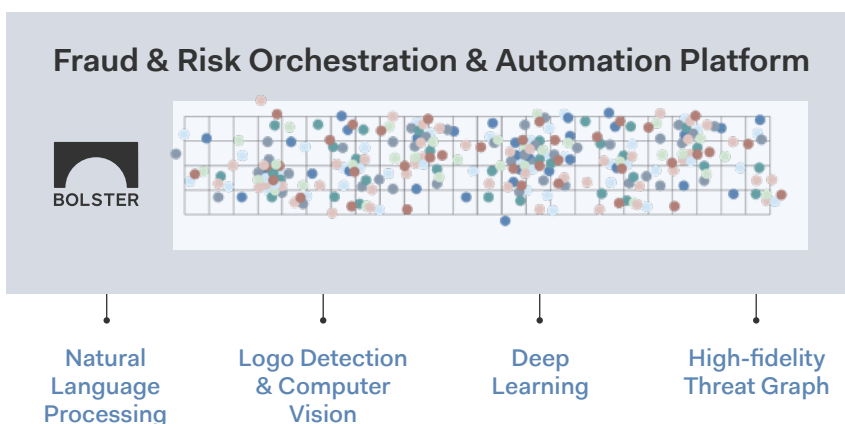 Fraud & Risk Orchestration & Automation Platform
BOLSTER
Natural
Language
Processing
Logo Detection
& Computer
Vision
Deep
Learning
High-fidelity
Threat Graph